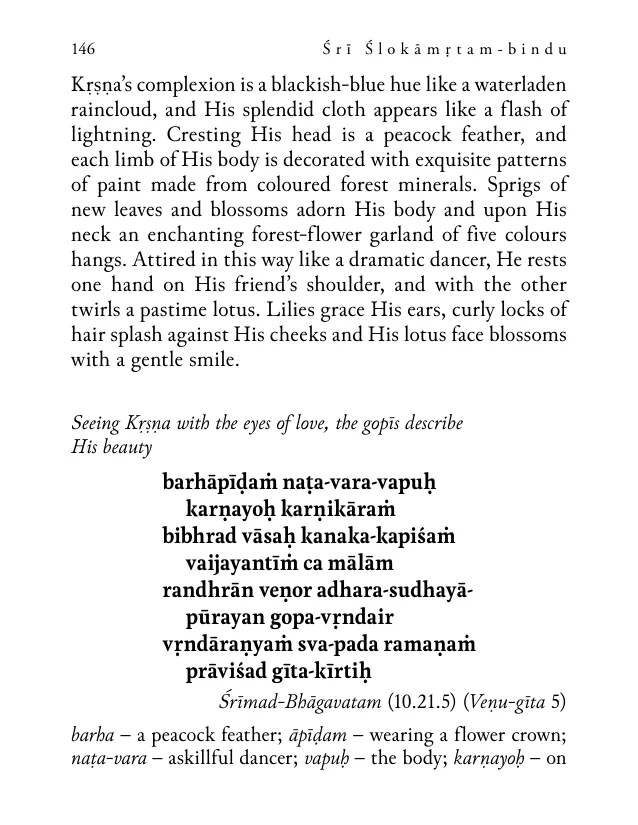 146
Śrī Ślokāmṛtam-bindu
Kṛṣṇa’s complexion is a blackish-blue hue like a waterladen
raincloud, and His splendid cloth appears like a flash of
lightning. Cresting His head is a peacock feather, and
each limb of His body is decorated with exquisite patterns
of paint made from coloured forest minerals. Sprigs of
new leaves and blossoms adorn His body and upon His
neck an enchanting forest-flower garland of five colours
hangs. Attired in this way like a dramatic dancer, He rests
one hand on His friend’s shoulder, and with the other
twirls a pastime lotus. Lilies grace His ears, curly locks of
hair splash against His cheeks and His lotus face blossoms
with a gentle smile.
Seeing Kṛṣṇa with the eyes of love, the gopīs describe
His beauty
barhāpīḍaṁ naṭa-vara-vapuḥ
karṇayoḥ karṇikāraṁ
bibhrad vāsaḥ kanaka-kapiśaṁ
vaijayantīṁ ca mālām
randhrān veṇor adhara-sudhayā-
pūrayan gopa-vṛndair
vṛndāraṇyaṁ sva-pada ramaṇaṁ
prāviśad gīta-kīrtiḥ
Śrīmad-Bhāgavatam (10.21.5) (Veṇu-gīta 5)
barha – a peacock feather; āpīḍam – wearing a flower crown;
naṭa-vara – askillful dancer; vapuḥ – the body; karṇayoḥ – on